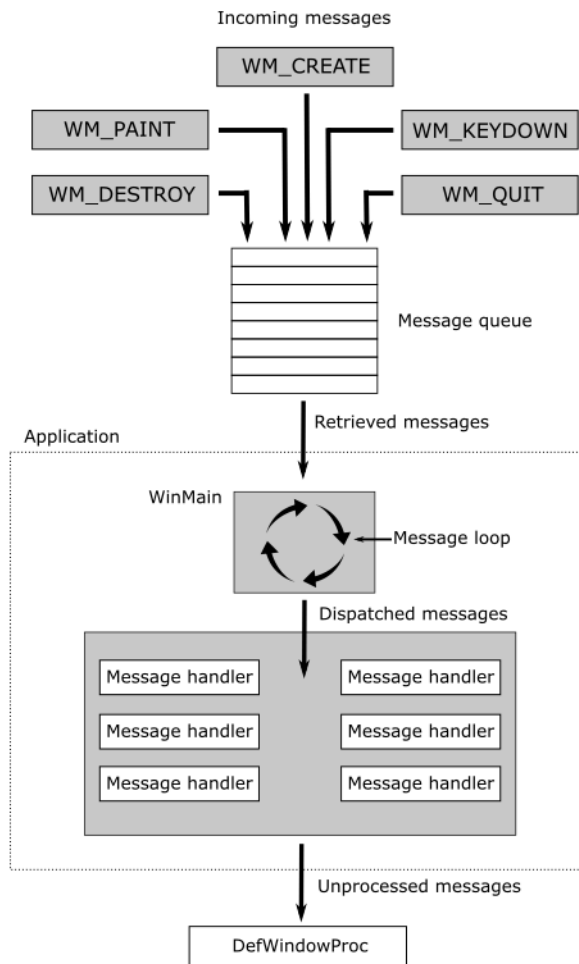 Incoming messages
WM_CREATE
WM_PAINT
WM_KEYDOWN
WM_DESTROY
WM_QUIT
Message queue
Retrieved messages
Application
WinMain
Message loop
Dispatched messages
Message handler
Message handler
Message handler
Message handler
Message handler
Message handler
Unprocessed messages
DefWindowProc